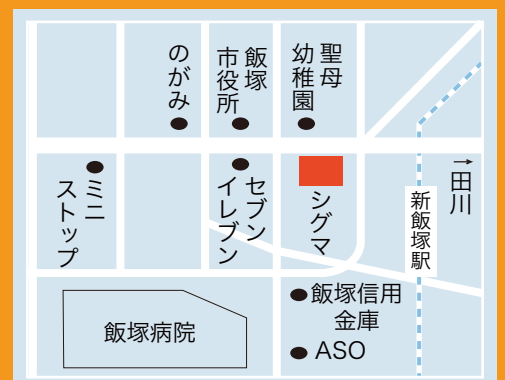 のがみ
飯塚
市役所
聖母
幼稚園
→田川
ミニ
ストップ
セブン
イレブン
シグマ
新飯塚駅
飯塚病院
飯塚信用
金庫
ASO